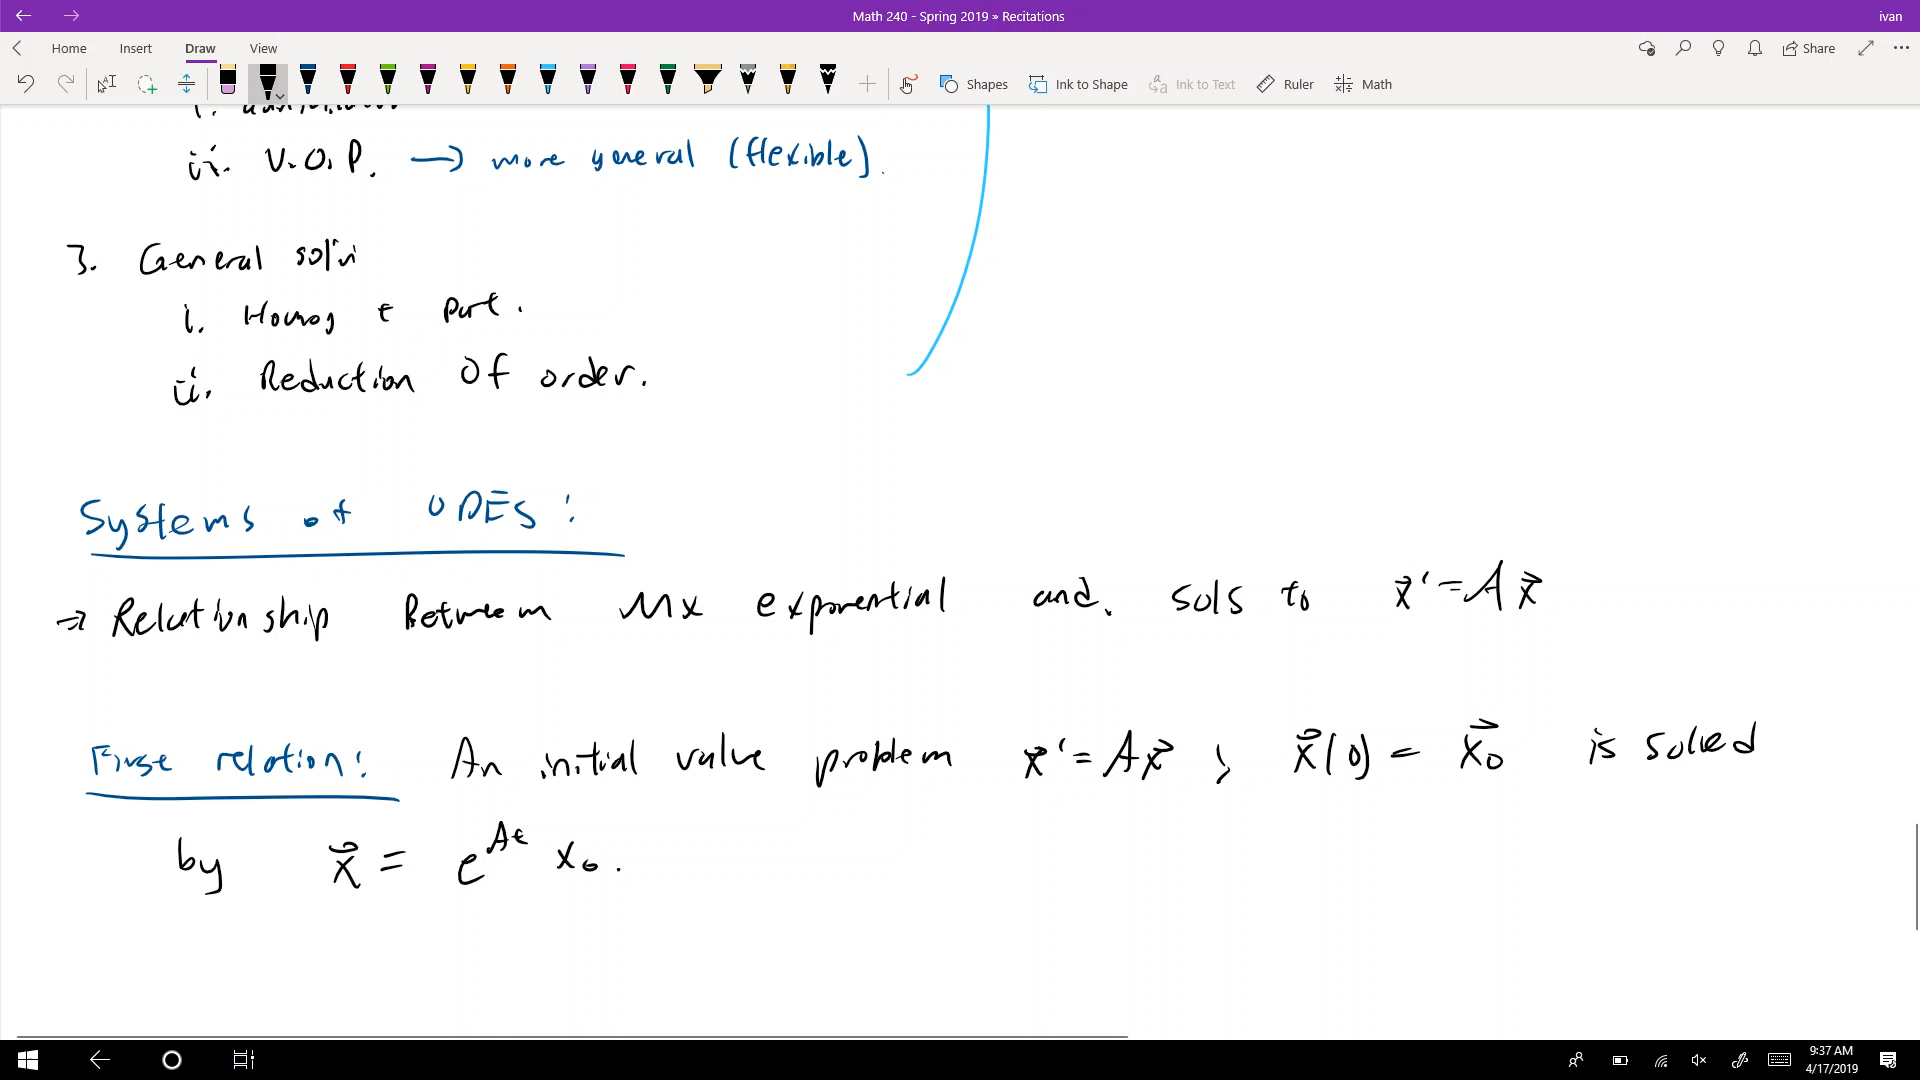 Math 240 - Spring 2019 » Recitations
ivan
Home Insert Draw View
Share
Shapes Ink to Shape Ink to Text Ruler Math
ii. V.O.P. → more general (flexible).
3. General sol'n
i. Homog + part.
ii. Reduction of order.
Systems of ODEs:
→ Relationship Between Mx exponential and sols to x⃗' = A x⃗
First relation: An initial value problem x⃗' = A x⃗ ; x⃗(0) = x⃗₀ is solved
by x⃗ = e^{At} x₀.
9:37 AM
4/17/2019